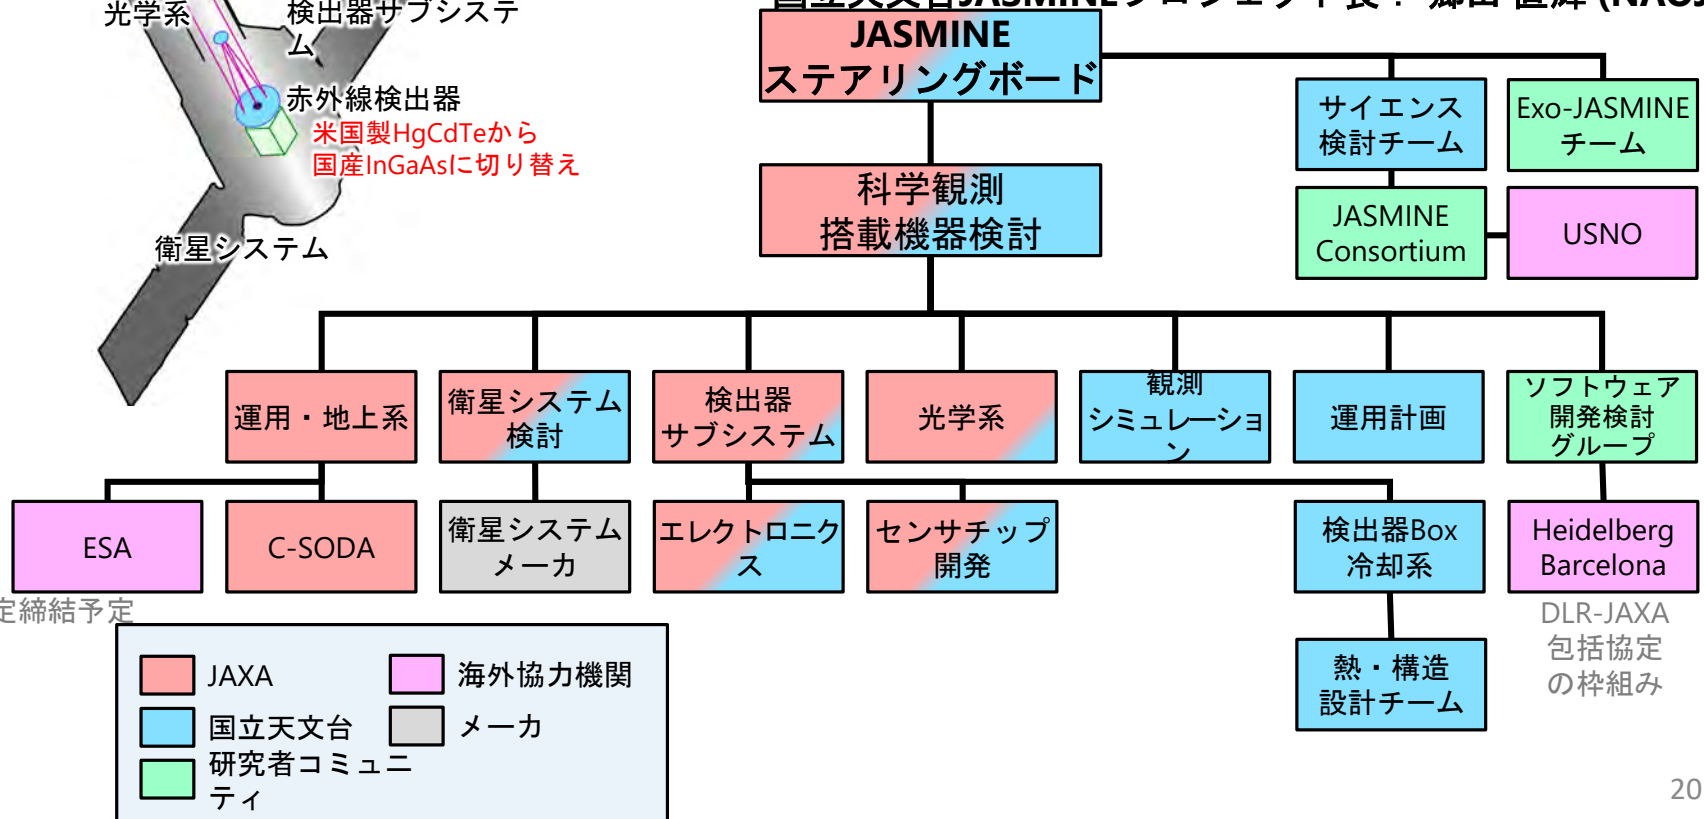 光学系
検出器サブシステ
ム
赤外線検出器
米国製HgCdTeから
国産InGaAsに切り替え
衛星システム
JASMINE
ステアリングボード
科学観測
搭載機器検討
サイエンス
検討チーム
Exo-JASMINE
チーム
JASMINE
Consortium
USNO
運用・地上系
衛星システム
検討
検出器
サブシステム
光学系
観測
シミュレーショ
ン
運用計画
ソフトウェア
開発検討
グループ
ESA
C-SODA
衛星システム
メーカ
エレクトロニク
ス
センサチップ
開発
検出器Box
冷却系
Heidelberg
Barcelona
定締結予定
DLR-JAXA
包括協定
の枠組み
熱・構造
設計チーム
JAXA
海外協力機関
国立天文台
メーカ
研究者コミュニ
ティ
20